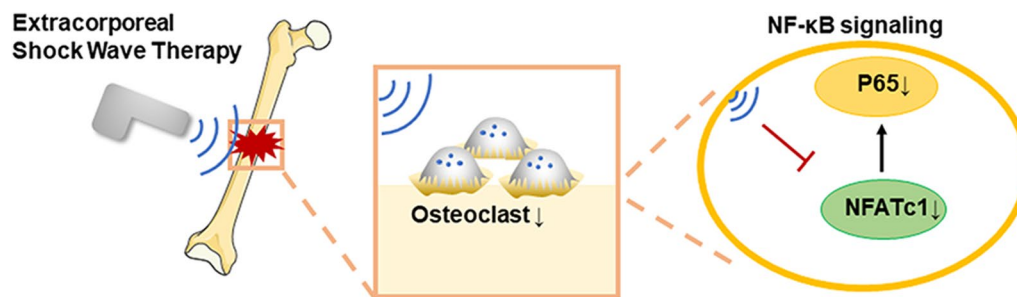 Extracorporeal
Shock Wave Therapy
Osteoclast↓
NF-κB signaling
P65↓
NFATc1↓